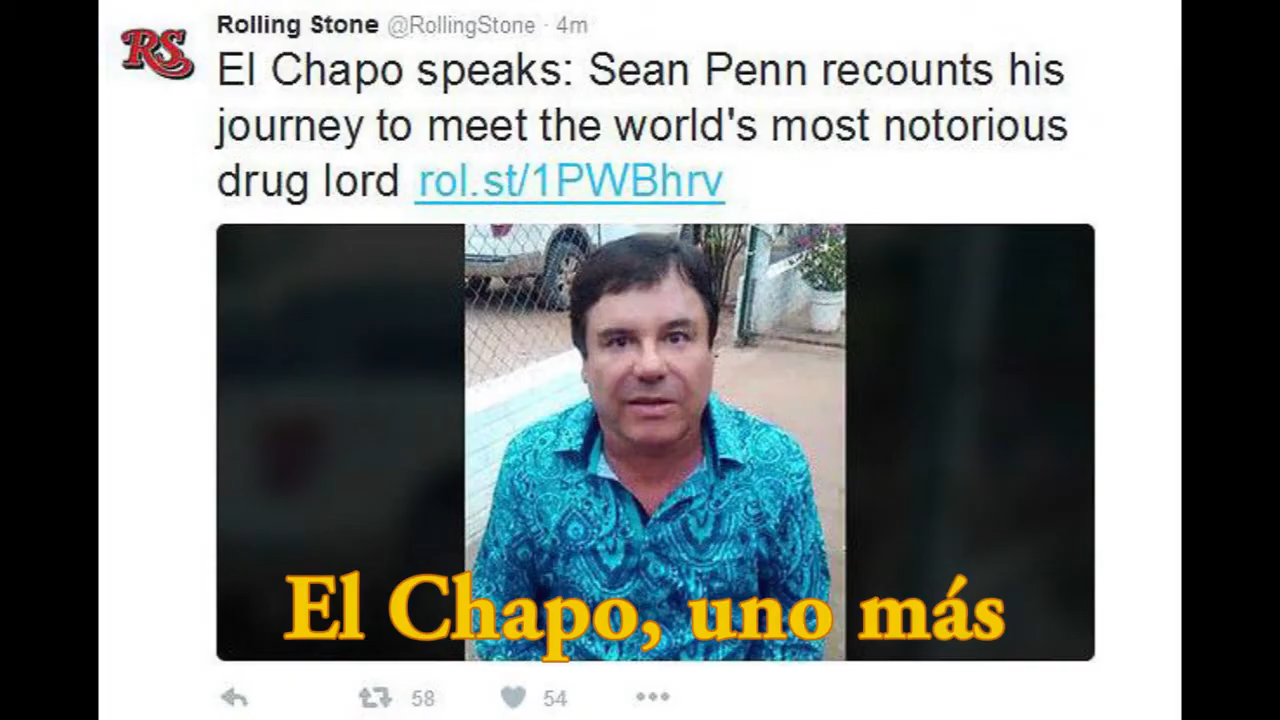 Rolling Stone @RollingStone · 4m
RS
El Chapo speaks: Sean Penn recounts his
journey to meet the world's most notorious
drug lord rol.st/1PWBhrv
El Chapo, uno más
58 54